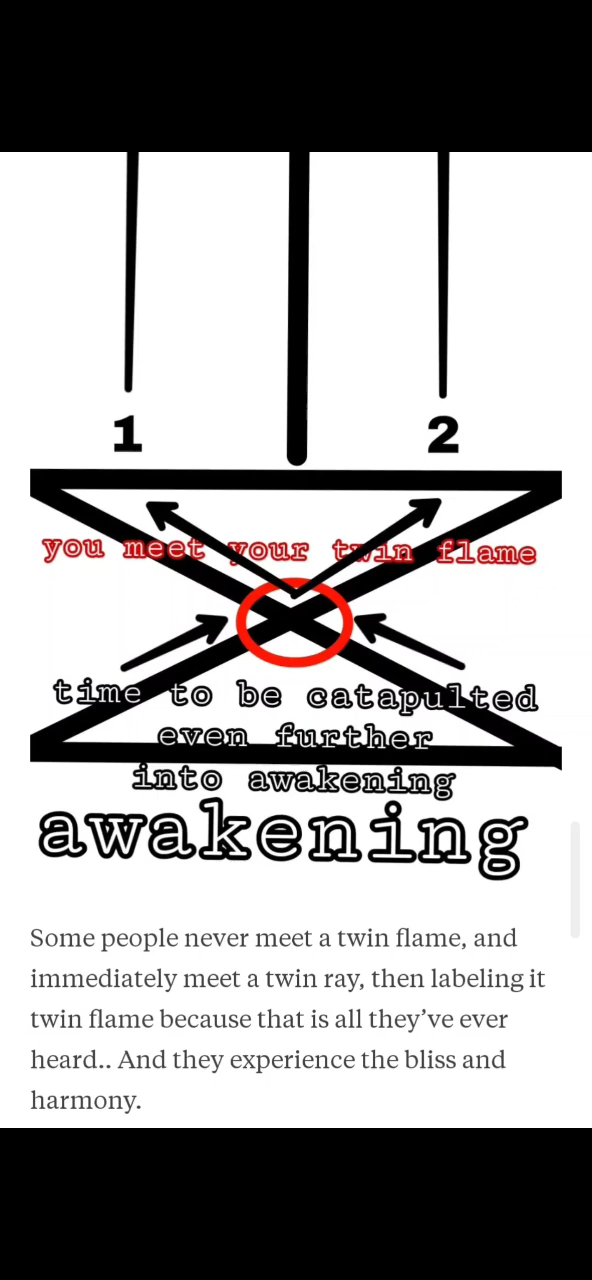 1 2
you meet your twin flame
time to be catapulted
even further
into awakening
awakening
Some people never meet a twin flame, and
immediately meet a twin ray, then labeling it
twin flame because that is all they’ve ever
heard.. And they experience the bliss and
harmony.